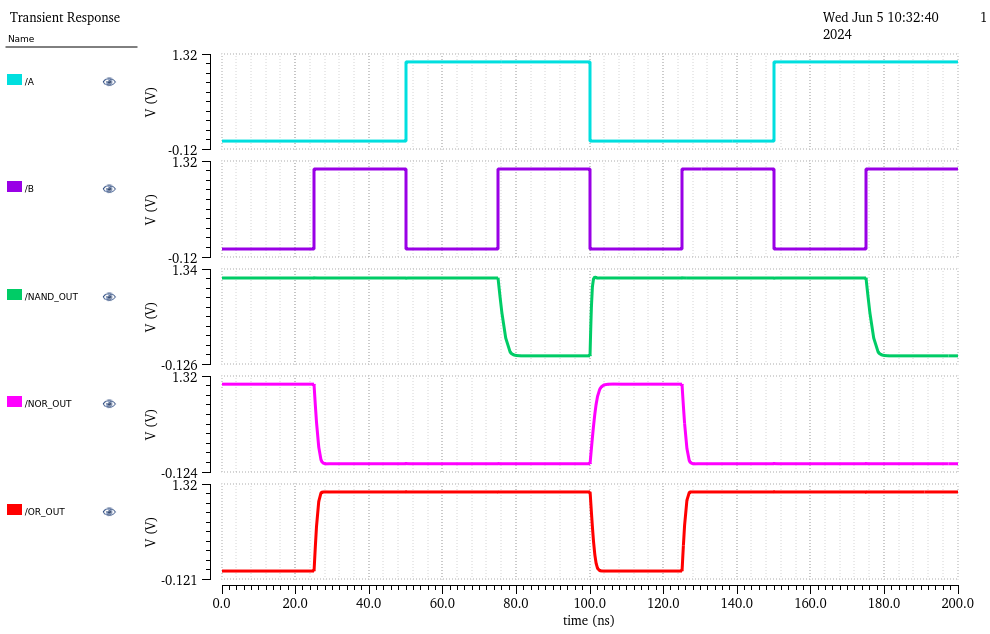 Transient Response
Wed Jun 5 10:32:40 1
2024
Name
/A
1.32
V (V)
-0.12
/B
1.32
V (V)
-0.12
/NAND_OUT
1.34
V (V)
-0.126
/NOR_OUT
1.32
V (V)
-0.124
/OR_OUT
1.32
V (V)
-0.121
0.0 20.0 40.0 60.0 80.0 100.0 120.0 140.0 160.0 180.0 200.0
time (ns)